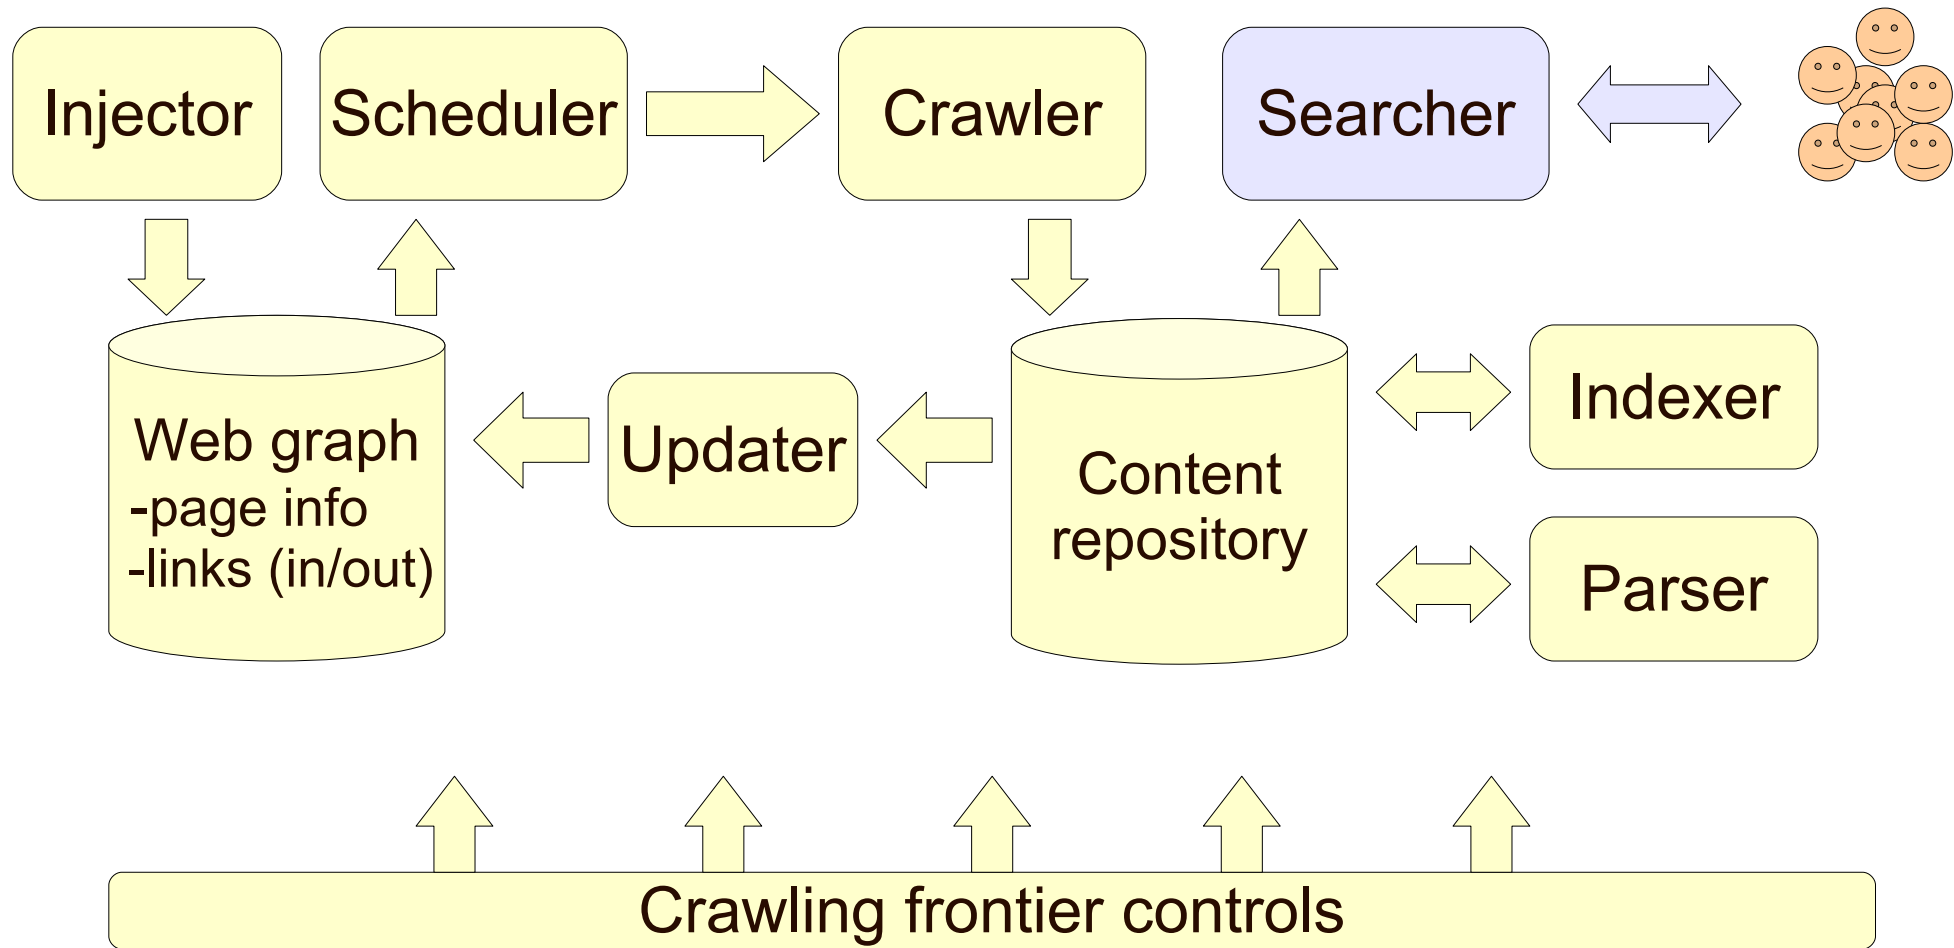 Injector
Scheduler
Crawler
Searcher
Web graph
-page info
-links (in/out)
Updater
Content
repository
Indexer
Parser
Crawling frontier controls